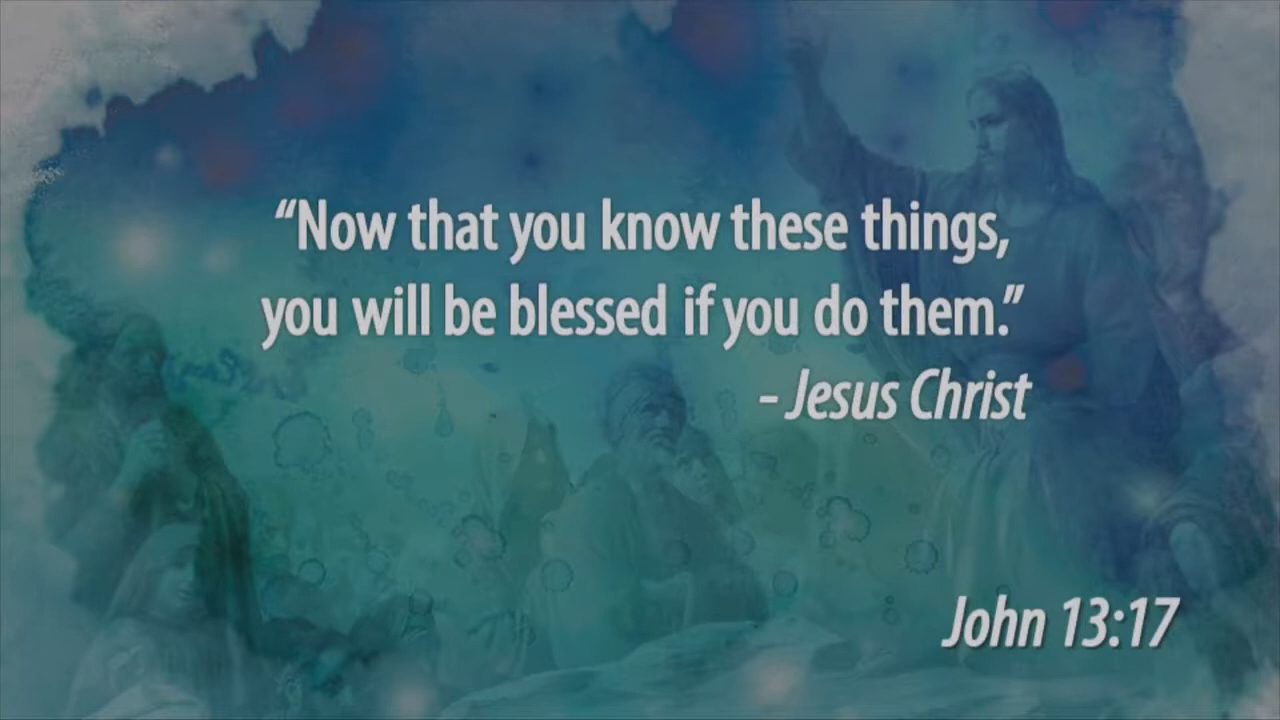 “Now that you know these things,
you will be blessed if you do them.”
- Jesus Christ
John 13:17